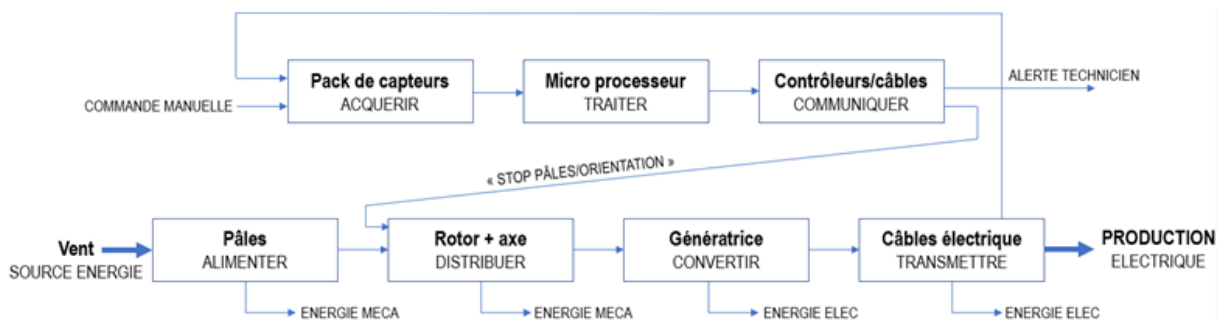 Pack de capteurs
ACQUERIR
Micro processeur
TRAITER
Contrôleurs/câbles
COMMUNIQUER
ALERTE TECHNICIEN
COMMANDE MANUELLE
« STOP PÂLES/ORIENTATION »
Vent
SOURCE ENERGIE
Pâles
ALIMENTER
Rotor + axe
DISTRIBUER
Génératrice
CONVERTIR
Câbles électrique
TRANSMETTRE
PRODUCTION
ELECTRIQUE
ENERGIE MECA
ENERGIE MECA
ENERGIE ELEC
ENERGIE ELEC